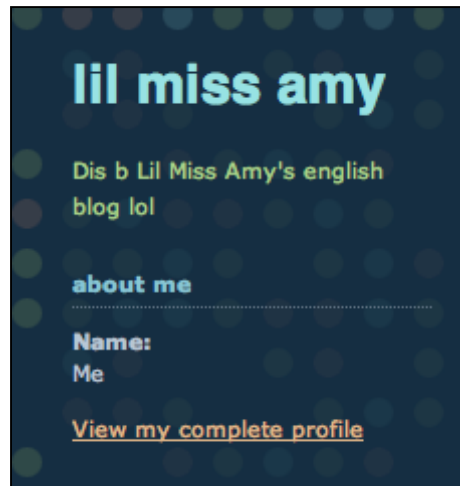 lil miss amy
Dis b Lil Miss Amy's english
blog lol
about me
Name:
Me
View my complete profile